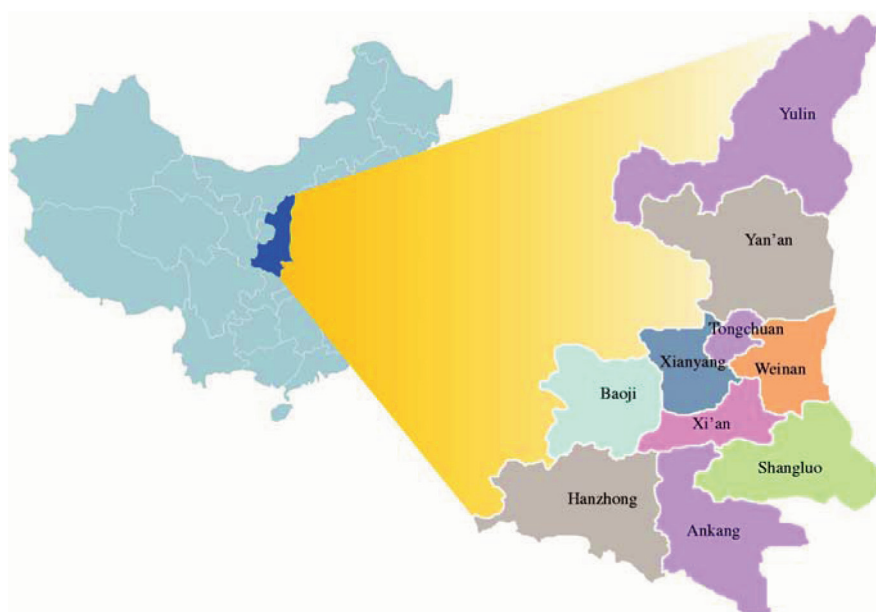 Yulin
Yan'an
Tongchuan
Xianyang
Weinan
Baoji
Xi'an
Shangluo
Hanzhong
Ankang